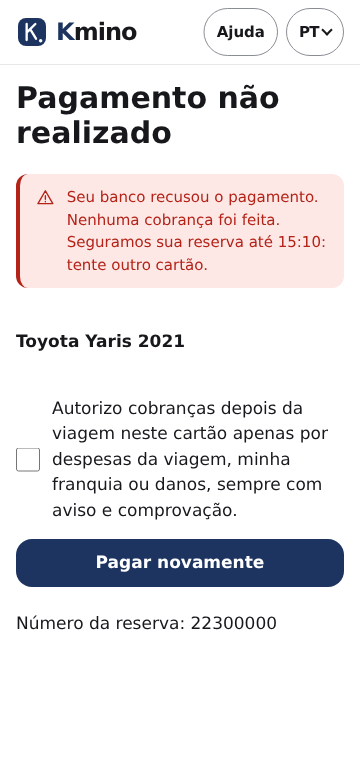 K. Kmino
Ajuda
PT
Pagamento não
realizado
Seu banco recusou o pagamento.
Nenhuma cobrança foi feita.
Seguramos sua reserva até 15:10:
tente outro cartão.
Toyota Yaris 2021
Autorizo cobranças depois da
viagem neste cartão apenas por
despesas da viagem, minha
franquia ou danos, sempre com
aviso e comprovação.
Pagar novamente
Número da reserva: 22300000